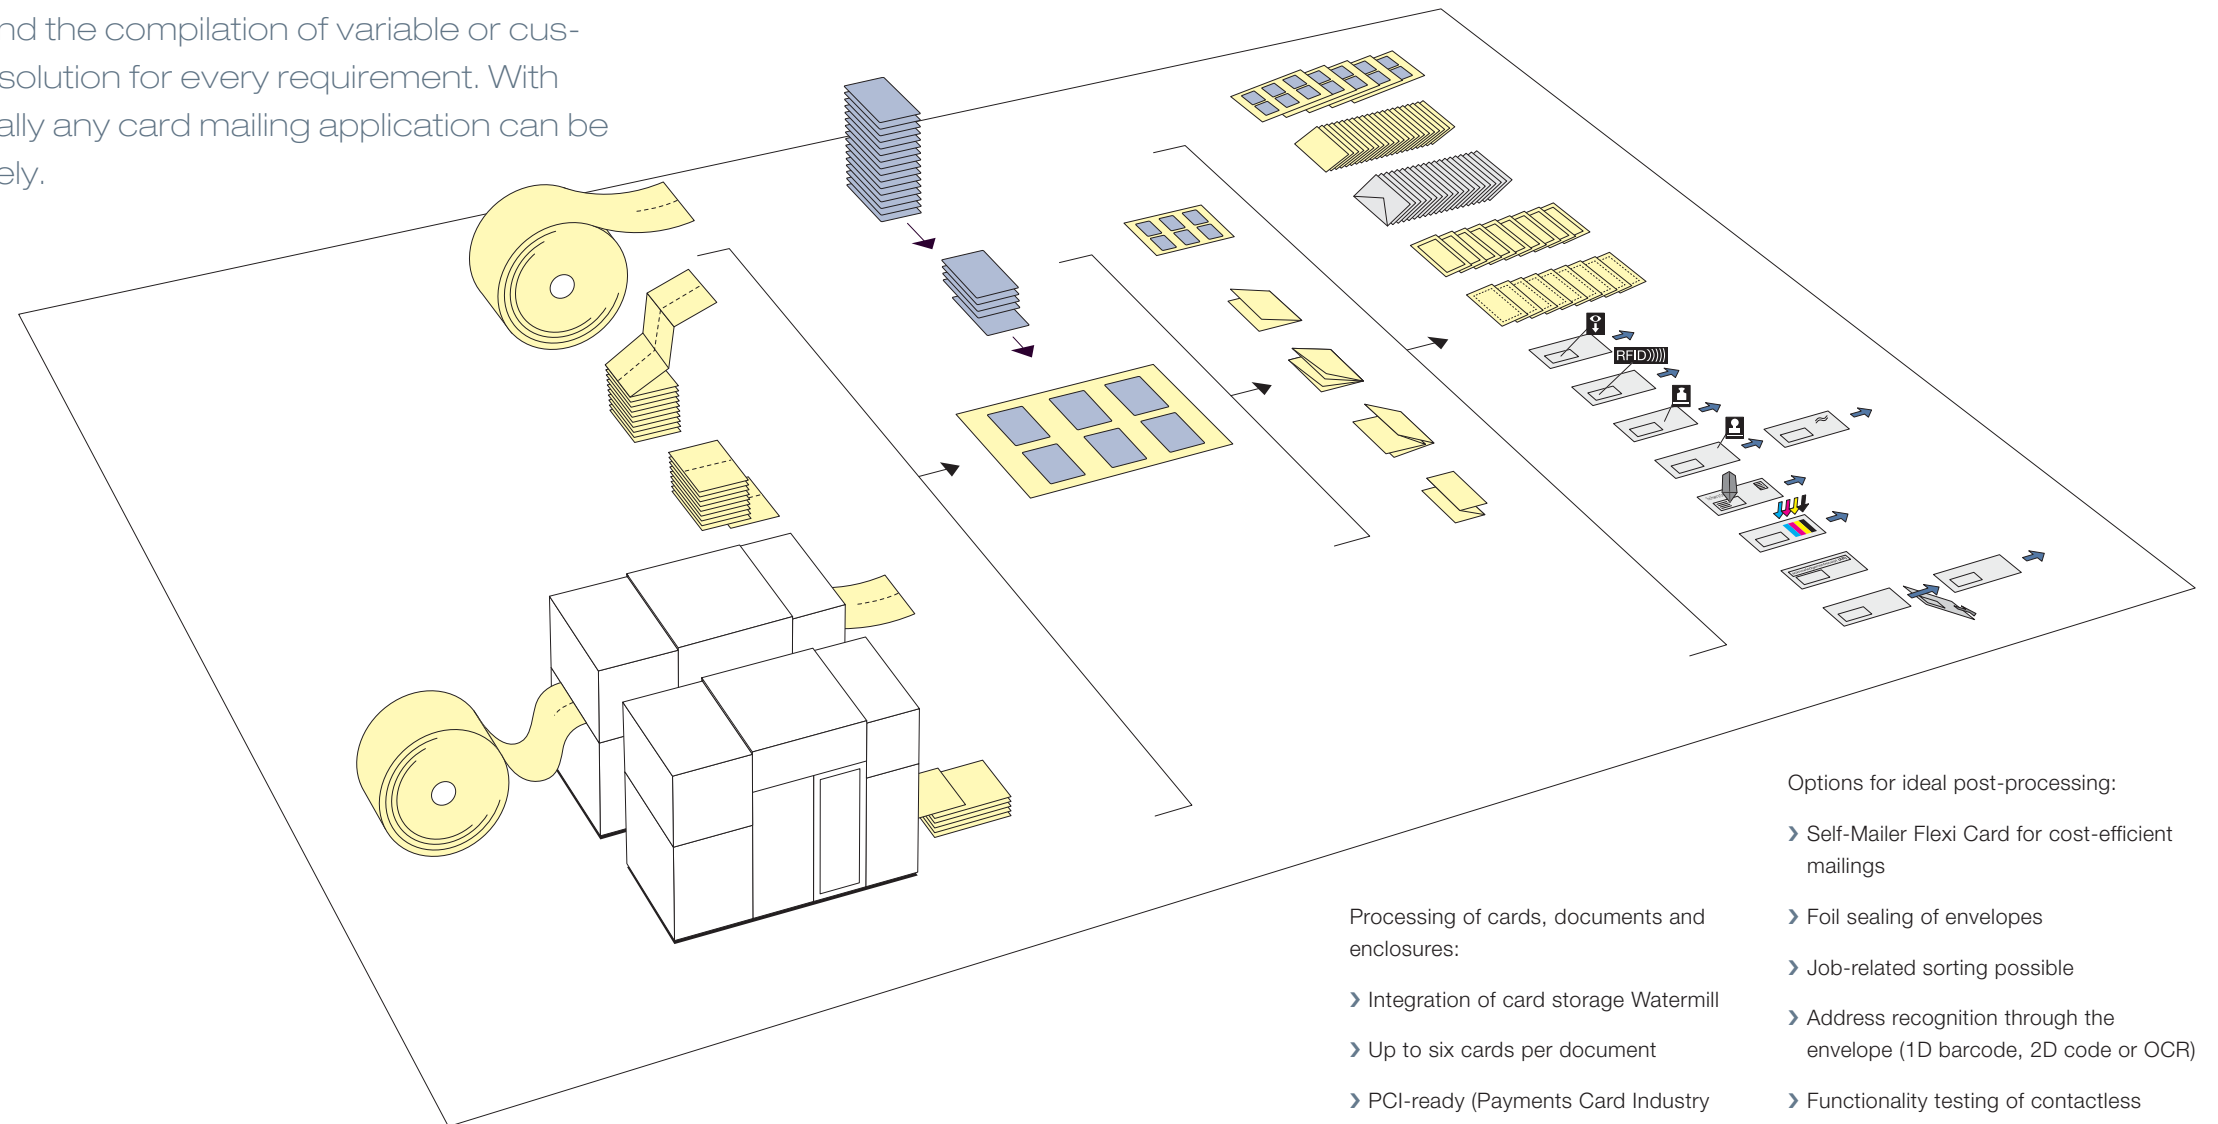 nd the compilation of variable or cus-
solution for every requirement. With
ally any card mailing application can be
ely.
RFID
Options for ideal post-processing:
› Self-Mailer Flexi Card for cost-efficient
mailings
› Foil sealing of envelopes
› Job-related sorting possible
› Address recognition through the
envelope (1D barcode, 2D code or OCR)
› Functionality testing of contactless
Processing of cards, documents and
enclosures:
› Integration of card storage Watermill
› Up to six cards per document
› PCI-ready (Payments Card Industry